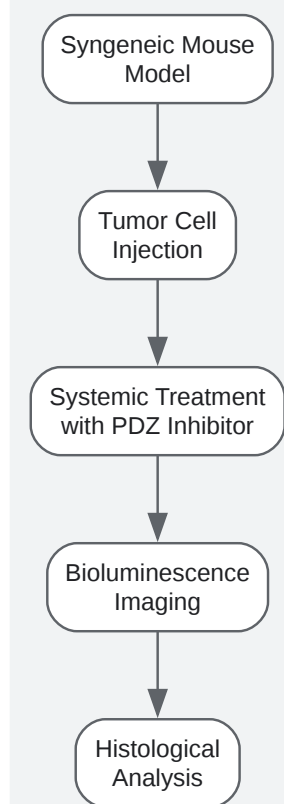 Syngeneic Mouse
Model
Tumor Cell
Injection
Systemic Treatment
with PDZ Inhibitor
Bioluminescence
Imaging
Histological
Analysis